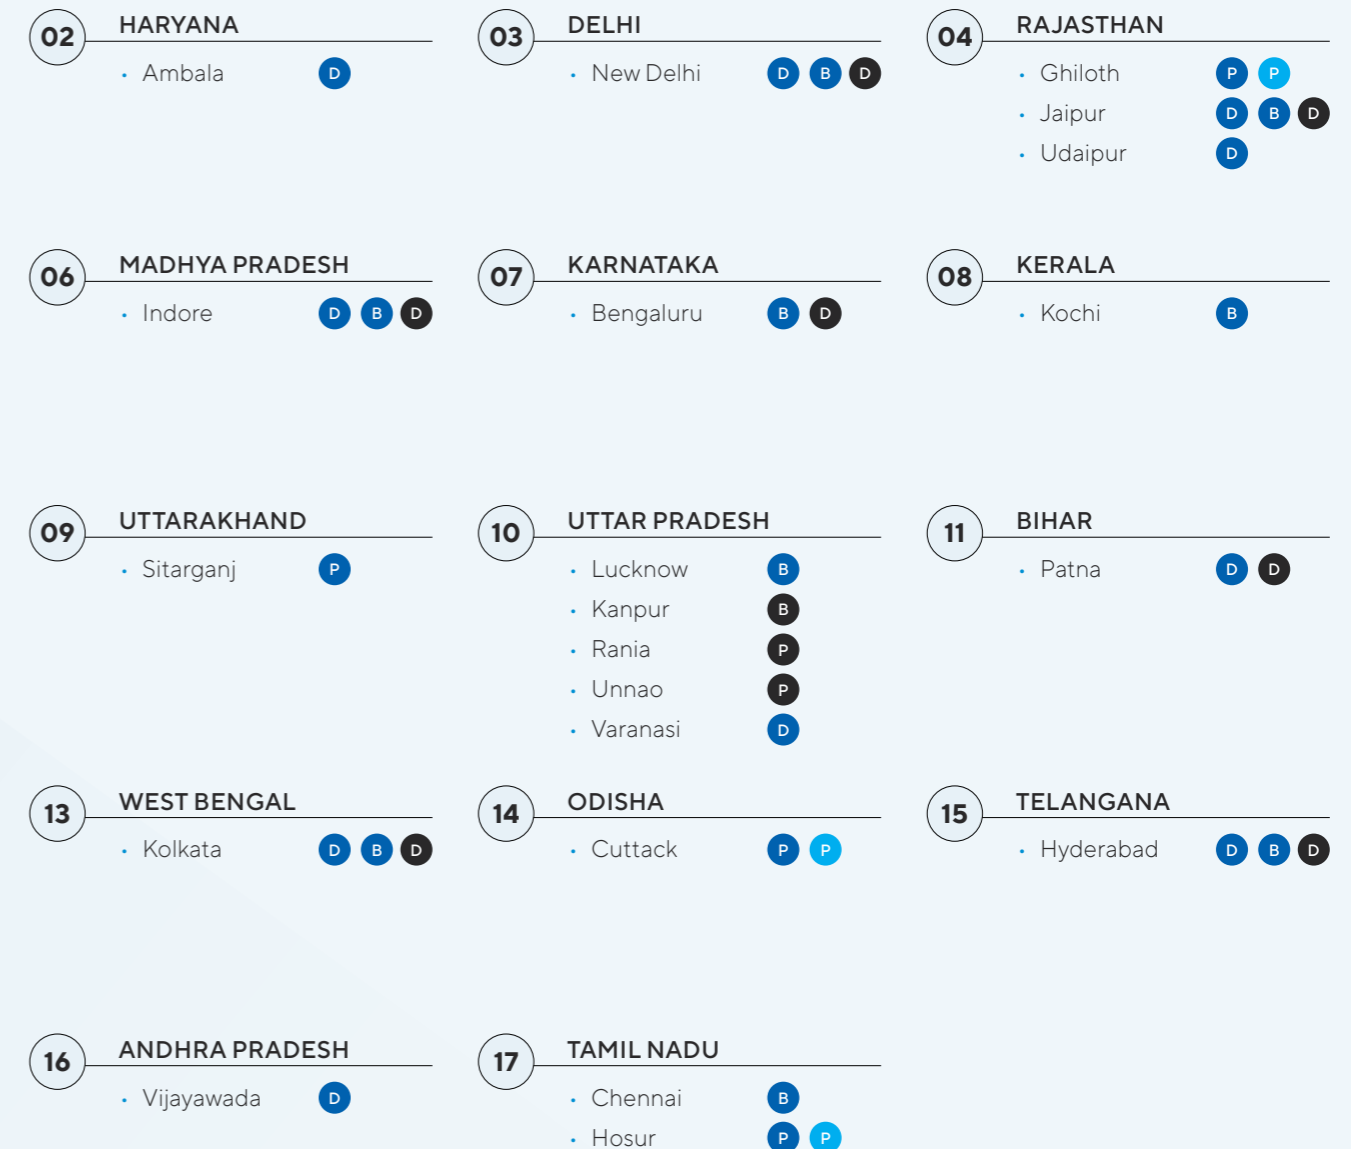 02 HARYANA
• Ambala D
03 DELHI
• New Delhi D B D
04 RAJASTHAN
• Ghiloth P P
• Jaipur D B D
• Udaipur D
06 MADHYA PRADESH
• Indore D B D
07 KARNATAKA
• Bengaluru B D
08 KERALA
• Kochi B
09 UTTARAKHAND
• Sitarganj P
10 UTTAR PRADESH
• Lucknow B
• Kanpur B
• Rania P
• Unnao P
• Varanasi D
11 BIHAR
• Patna D D
13 WEST BENGAL
• Kolkata D B D
14 ODISHA
• Cuttack P P
15 TELANGANA
• Hyderabad D B D
16 ANDHRA PRADESH
• Vijayawada D
17 TAMIL NADU
• Chennai B
• Hosur P P